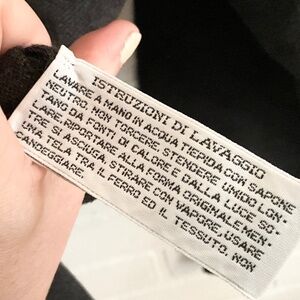 ISTRUZIONI DI LAVAGGIO
LAVARE A MANO IN ACQUA TIEPIDA CON SAPONE
NEUTRO. NON TORCERE. STENDERE UMIDO LON-
TANO DA FONTI DI CALORE E DALLA LUCE SO-
LARE. RIPORTARE ALLA FORMA ORIGINALE MEN-
TRE SI ASCIUGA. STIRARE CON VAPORE. USARE
UNA TELA TRA IL FERRO ED IL TESSUTO. NON
CANDEGGIARE.